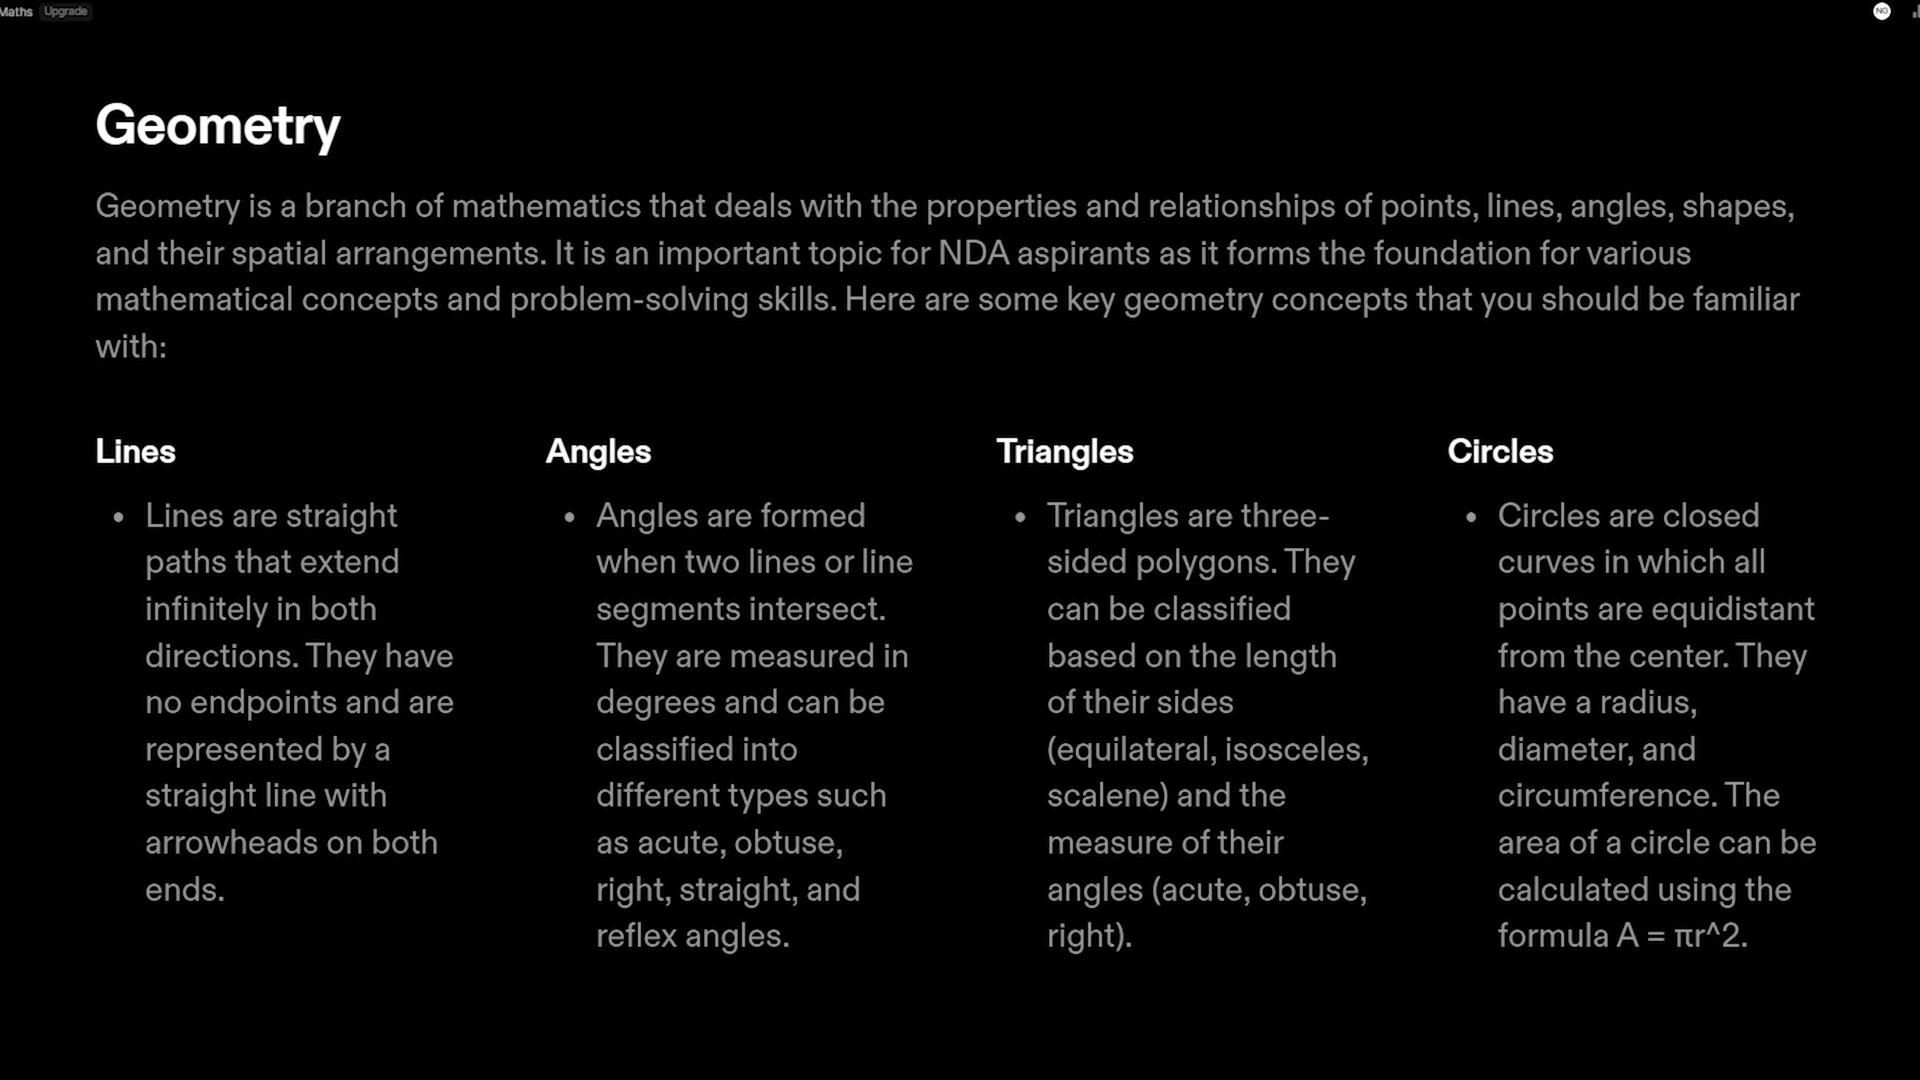 Maths Upgrade
NG
Geometry
Geometry is a branch of mathematics that deals with the properties and relationships of points, lines, angles, shapes,
and their spatial arrangements. It is an important topic for NDA aspirants as it forms the foundation for various
mathematical concepts and problem-solving skills. Here are some key geometry concepts that you should be familiar
with:
Lines
• Lines are straight
paths that extend
infinitely in both
directions. They have
no endpoints and are
represented by a
straight line with
arrowheads on both
ends.
Angles
• Angles are formed
when two lines or line
segments intersect.
They are measured in
degrees and can be
classified into
different types such
as acute, obtuse,
right, straight, and
reflex angles.
Triangles
• Triangles are three-
sided polygons. They
can be classified
based on the length
of their sides
(equilateral, isosceles,
scalene) and the
measure of their
angles (acute, obtuse,
right).
Circles
• Circles are closed
curves in which all
points are equidistant
from the center. They
have a radius,
diameter, and
circumference. The
area of a circle can be
calculated using the
formula A = πr^2.